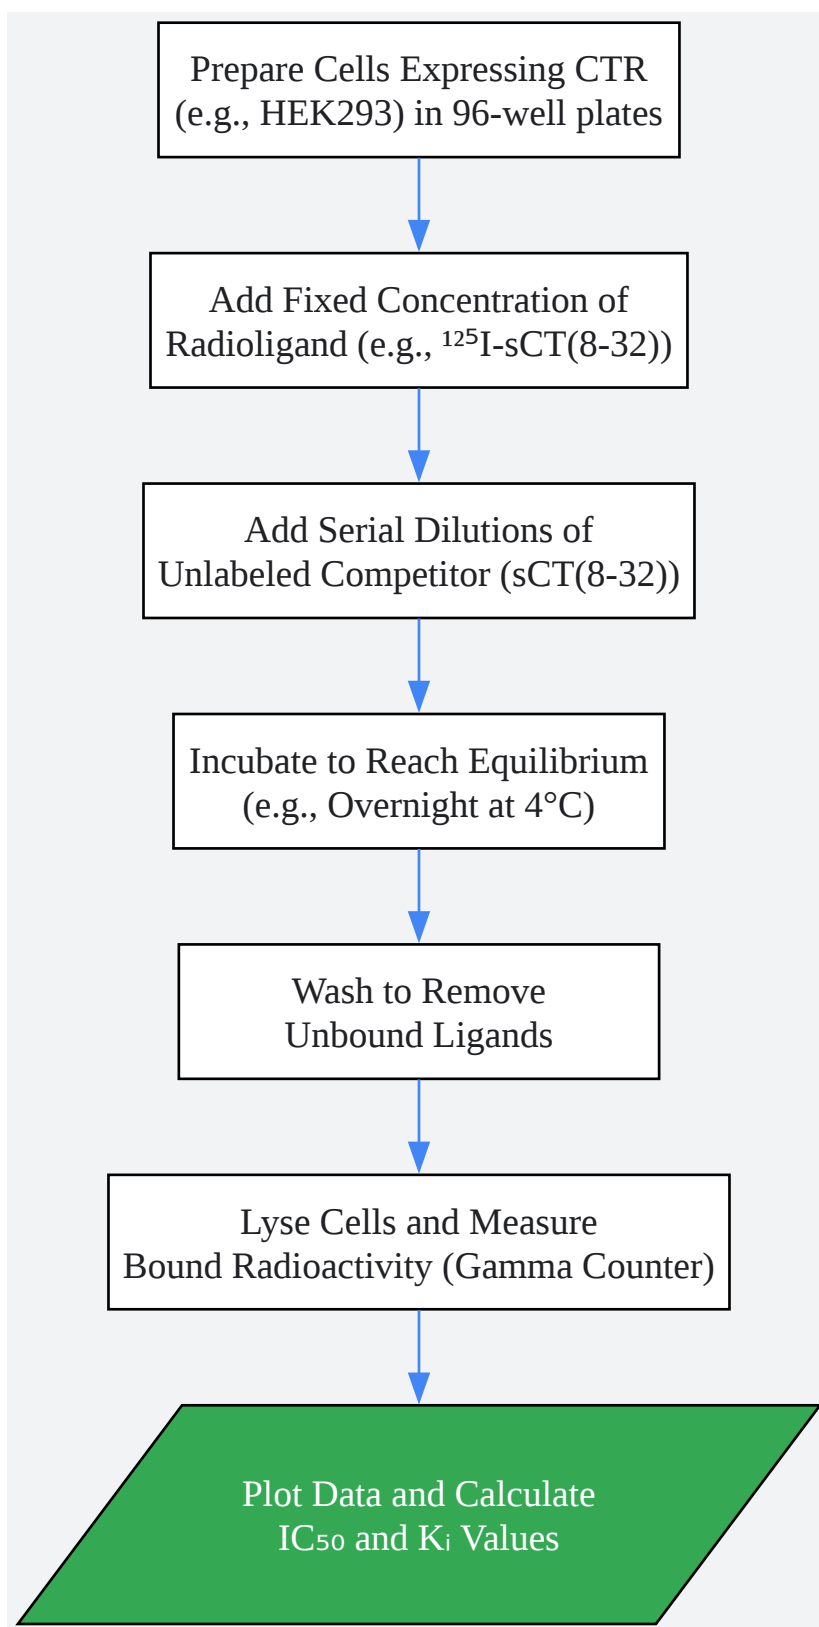 Prepare Cells Expressing CTR
(e.g., HEK293) in 96-well plates
Add Fixed Concentration of
Radioligand (e.g., ¹²⁵I-sCT(8-32))
Add Serial Dilutions of
Unlabeled Competitor (sCT(8-32))
Incubate to Reach Equilibrium
(e.g., Overnight at 4°C)
Wash to Remove
Unbound Ligands
Lyse Cells and Measure
Bound Radioactivity (Gamma Counter)
Plot Data and Calculate
IC₅₀ and Kᵢ Values